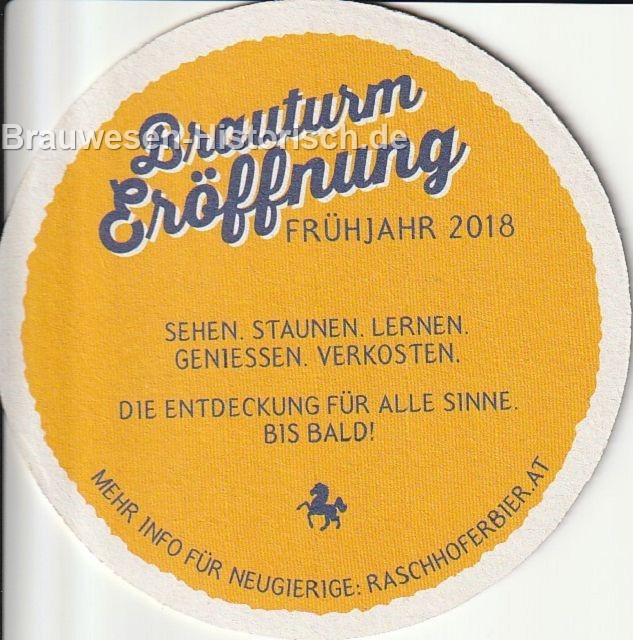 Brauturm
Brauwesen-Historisch.de
Eröffnung
FRÜHJAHR 2018
SEHEN. STAUNEN. LERNEN.
GENIESSEN. VERKOSTEN.
DIE ENTDECKUNG FÜR ALLE SINNE.
BIS BALD!
MEHR INFO FÜR NEUGIERIGE: RASCHHOFERBIER.AT